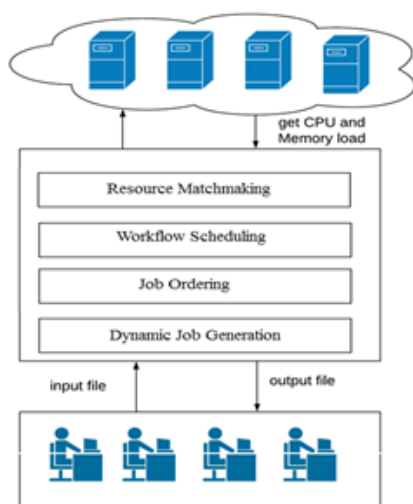 get CPU and
Memory load
Resource Matchmaking
Workflow Scheduling
Job Ordering
Dynamic Job Generation
input file
output file